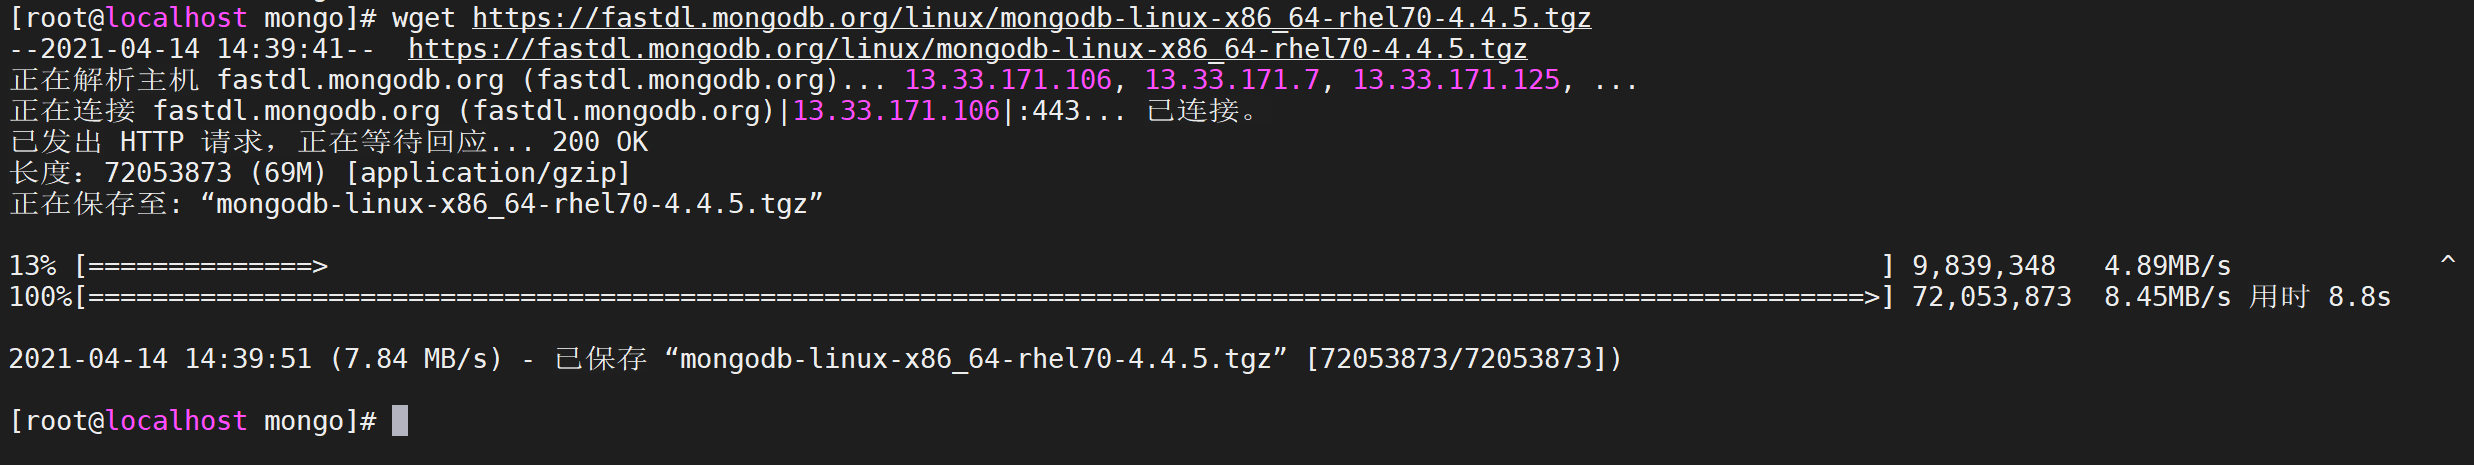 [root@localhost mongo]# wget https://fastdl.mongodb.org/linux/mongodb-linux-x86_64-rhel70-4.4.5.tgz
--2021-04-14 14:39:41--  https://fastdl.mongodb.org/linux/mongodb-linux-x86_64-rhel70-4.4.5.tgz
正在解析主机 fastdl.mongodb.org (fastdl.mongodb.org)... 13.33.171.106, 13.33.171.7, 13.33.171.125, ...
正在连接 fastdl.mongodb.org (fastdl.mongodb.org)|13.33.171.106|:443... 已连接。
已发出 HTTP 请求，正在等待回应... 200 OK
长度：72053873 (69M) [application/gzip]
正在保存至: “mongodb-linux-x86_64-rhel70-4.4.5.tgz”
13% [==============>                                                                                                 ] 9,839,348   4.89MB/s             ^
100%[===============================================================================================================>] 72,053,873  8.45MB/s 用时 8.8s
2021-04-14 14:39:51 (7.84 MB/s) - 已保存 “mongodb-linux-x86_64-rhel70-4.4.5.tgz” [72053873/72053873])
[root@localhost mongo]#